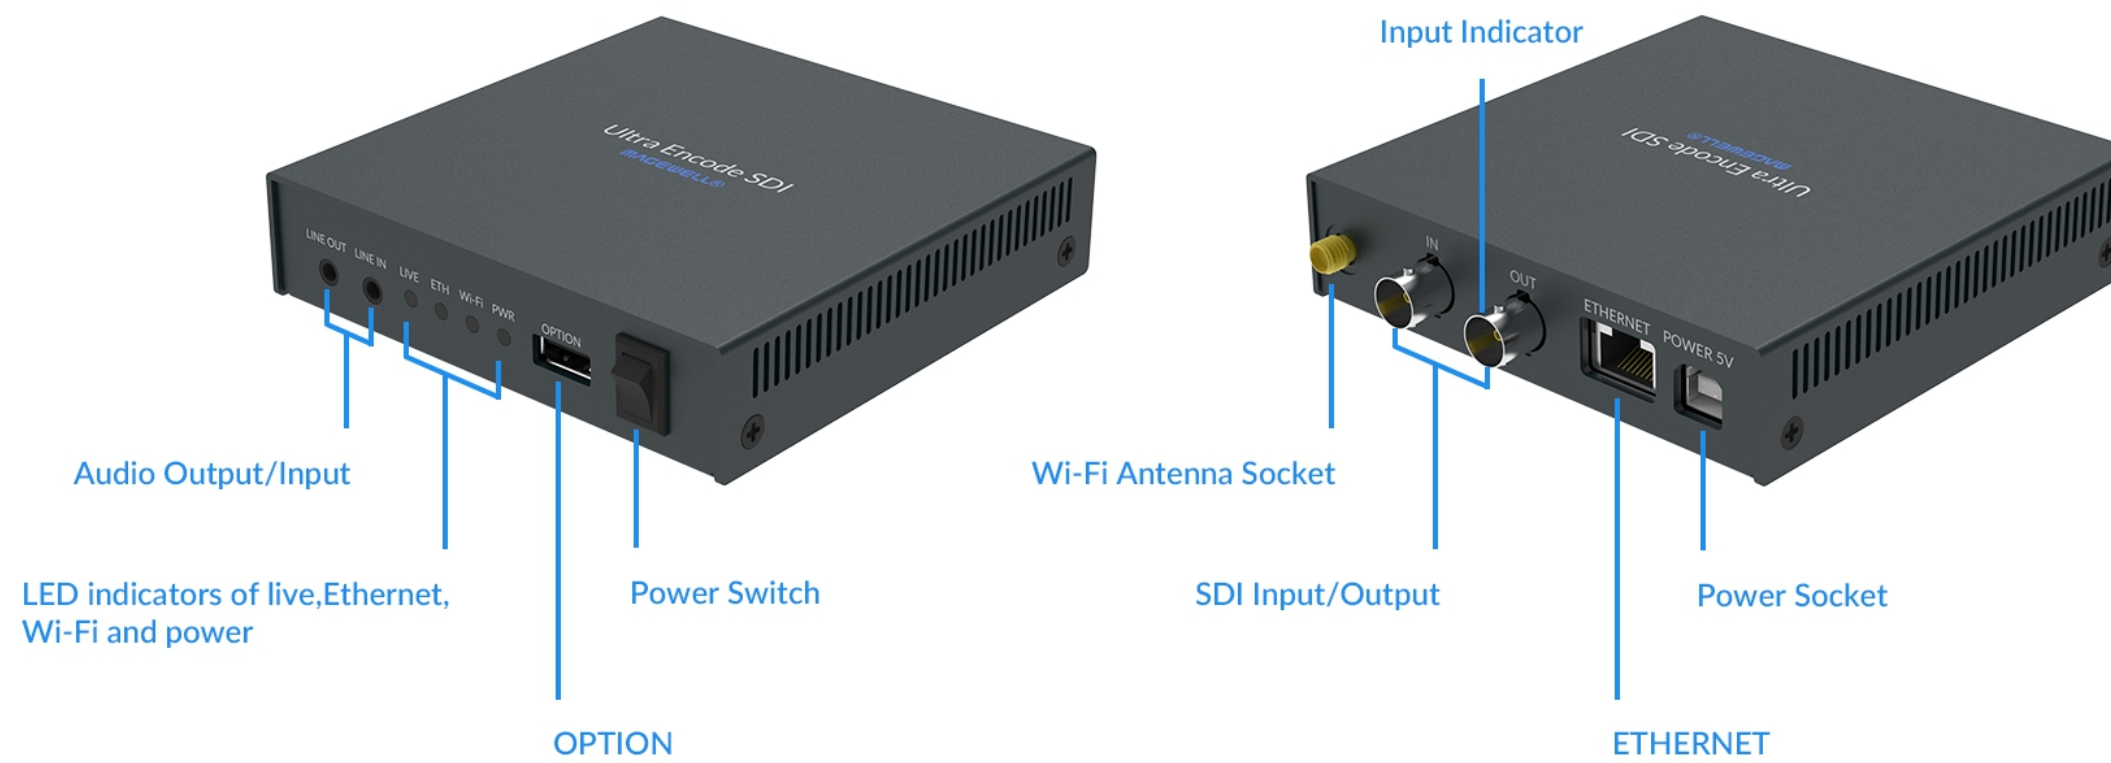 Input Indicator
Ultra Encode SDI
MAGEWELL®
Ultra Encode SDI
MAGEWELL®
LINE OUT
LINE IN
LIVE
ETH
Wi-Fi
PWR
OPTION
IN
OUT
ETHERNET
POWER 5V
Audio Output/Input
Wi-Fi Antenna Socket
LED indicators of live,Ethernet,
Wi-Fi and power
Power Switch
SDI Input/Output
Power Socket
OPTION
ETHERNET